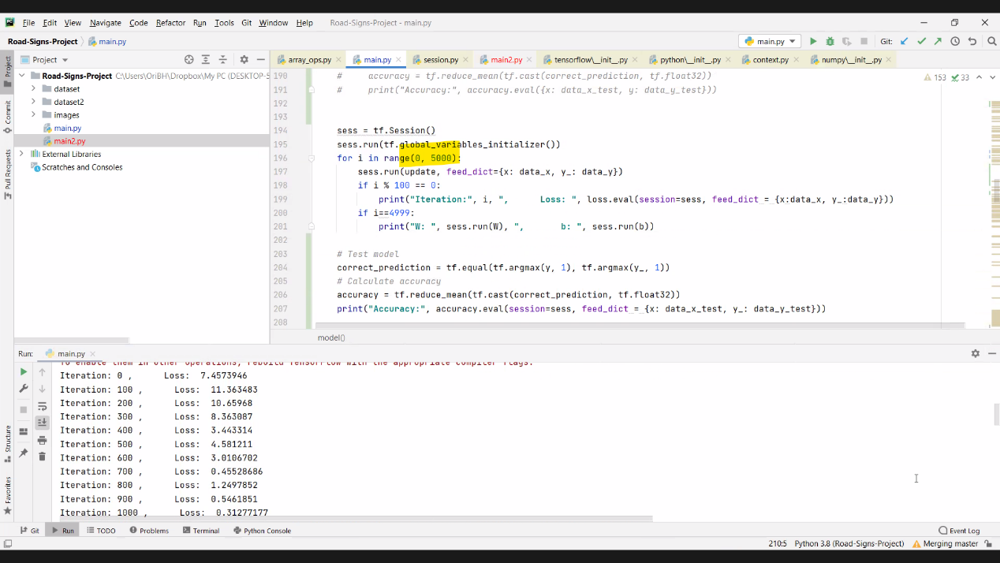 File Edit View Navigate Code Refactor Run Tools Git Window Help Road-Signs-Project - main.py
Road-Signs-Project main.py main.py Git:
Project array_ops.py main.py session.py main2.py tensorflow\__init__.py python\__init__.py context.py numpy\__init__.py
Project
Commit
Pull Requests
Structure
Favorites
Road-Signs-Project C:\Users\OriBH\Dropbox\My PC (DESKTOP-5
dataset
dataset2
images
main.py
main2.py
External Libraries
Scratches and Consoles
153 33
190 # accuracy = tf.reduce_mean(tf.cast(correct_prediction, tf.float32))
191 # print("Accuracy:", accuracy.eval({x: data_x_test, y: data_y_test}))
192
193
194 sess = tf.Session()
195 sess.run(tf.global_variables_initializer())
196 for i in range(0, 5000):
197 sess.run(update, feed_dict={x: data_x, y_: data_y})
198 if i % 100 == 0:
199 print("Iteration:", i, ", Loss: ", loss.eval(session=sess, feed_dict = {x:data_x, y_:data_y}))
200 if i==4999:
201 print("W: ", sess.run(W), ", b: ", sess.run(b))
202
203 # Test model
204 correct_prediction = tf.equal(tf.argmax(y, 1), tf.argmax(y_, 1))
205 # Calculate accuracy
206 accuracy = tf.reduce_mean(tf.cast(correct_prediction, tf.float32))
207 print("Accuracy:", accuracy.eval(session=sess, feed_dict = {x: data_x_test, y_: data_y_test}))
208
model()
Run: main.py
To enable them in other operations, rebuild TensorFlow with the appropriate compiler flags.
Iteration: 0 , Loss: 7.4573946
Iteration: 100 , Loss: 11.363483
Iteration: 200 , Loss: 10.65968
Iteration: 300 , Loss: 8.363087
Iteration: 400 , Loss: 3.443314
Iteration: 500 , Loss: 4.581211
Iteration: 600 , Loss: 3.0106702
Iteration: 700 , Loss: 0.45528686
Iteration: 800 , Loss: 1.2497852
Iteration: 900 , Loss: 0.5461851
Iteration: 1000 , Loss: 0.31277177
Git Run TODO Problems Terminal Python Console Event Log
210:5 Python 3.8 (Road-Signs-Project) Merging master